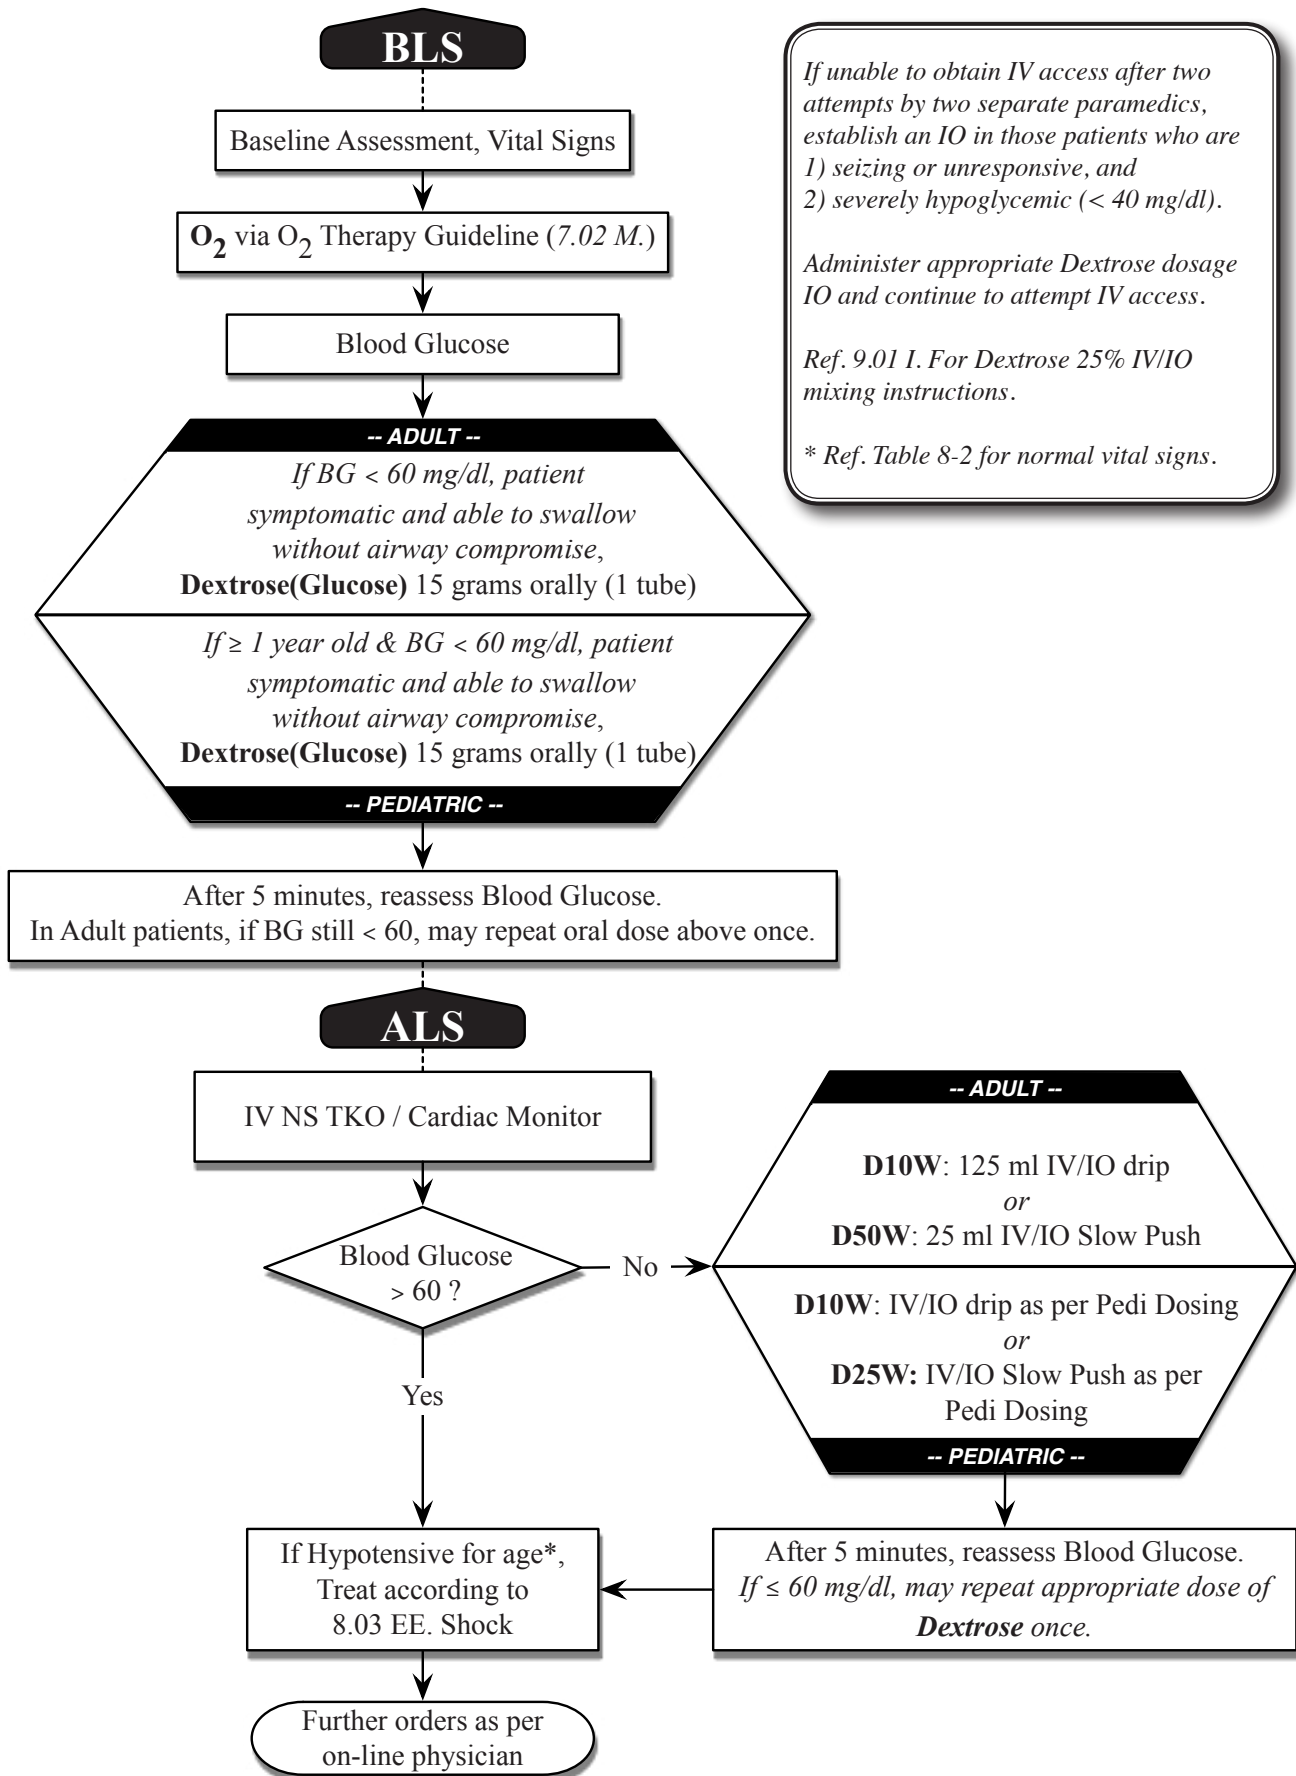 BLS
Baseline Assessment, Vital Signs
O2 via O2 Therapy Guideline (7.02 M.)
Blood Glucose
-- ADULT --
If BG < 60 mg/dl, patient
symptomatic and able to swallow
without airway compromise,
Dextrose(Glucose) 15 grams orally (1 tube)
If ≥ 1 year old & BG < 60 mg/dl, patient
symptomatic and able to swallow
without airway compromise,
Dextrose(Glucose) 15 grams orally (1 tube)
-- PEDIATRIC --
After 5 minutes, reassess Blood Glucose.
In Adult patients, if BG still < 60, may repeat oral dose above once.
If unable to obtain IV access after two
attempts by two separate paramedics,
establish an IO in those patients who are
1) seizing or unresponsive, and
2) severely hypoglycemic (< 40 mg/dl).
Administer appropriate Dextrose dosage
IO and continue to attempt IV access.
Ref. 9.01 I. For Dextrose 25% IV/IO
mixing instructions.
* Ref. Table 8-2 for normal vital signs.
ALS
IV NS TKO / Cardiac Monitor
Blood Glucose
> 60 ?
No
Yes
-- ADULT --
D10W: 125 ml IV/IO drip
or
D50W: 25 ml IV/IO Slow Push
D10W: IV/IO drip as per Pedi Dosing
or
D25W: IV/IO Slow Push as per
Pedi Dosing
-- PEDIATRIC --
After 5 minutes, reassess Blood Glucose.
If ≤ 60 mg/dl, may repeat appropriate dose of
Dextrose once.
If Hypotensive for age*,
Treat according to
8.03 EE. Shock
Further orders as per
on-line physician